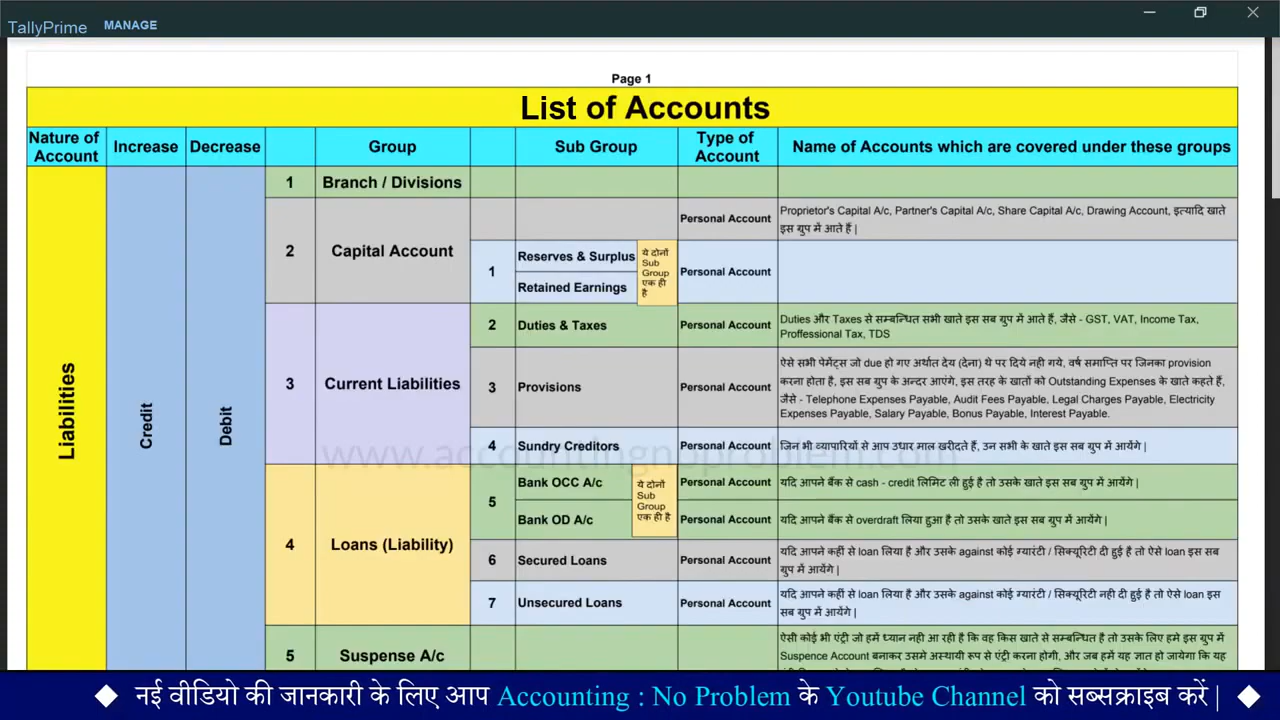 TallyPrime MANAGE
Page 1
List of Accounts
Nature of Account Increase Decrease Group Sub Group Type of Account Name of Accounts which are covered under these groups
Liabilities
Credit
Debit
1 Branch / Divisions
2 Capital Account
Personal Account
Proprietor's Capital A/c, Partner's Capital A/c, Share Capital A/c, Drawing Account, इत्यादि खाते
इस ग्रुप में आते हैं |
1 Reserves & Surplus
Retained Earnings
ये दोनों
Sub
Group
एक ही
है
Personal Account
3 Current Liabilities
2 Duties & Taxes Personal Account
Duties और Taxes से सम्बन्धित सभी खाते इस सब ग्रुप में आते हैं, जैसे - GST, VAT, Income Tax,
Proffessional Tax, TDS
3 Provisions Personal Account
ऐसे सभी पेमेंट्स जो due हो गए अर्थात देय (देना) थे पर दिये नही गये, वर्ष समाप्ति पर जिनका provision
करना होता है, इस सब ग्रुप के अन्दर आएंगे, इस तरह के खातों को Outstanding Expenses के खाते कहते हैं,
जैसे - Telephone Expenses Payable, Audit Fees Payable, Legal Charges Payable, Electricity
Expenses Payable, Salary Payable, Bonus Payable, Interest Payable.
4 Sundry Creditors Personal Account जिन भी व्यापारियों से आप उधार माल खरीदते हैं, उन सभी के खाते इस सब ग्रुप में आयेंगे |
www.accountingnoproblem.com
4 Loans (Liability)
5 Bank OCC A/c Personal Account यदि आपने बैंक से cash - credit लिमिट ली हुई है तो उसके खाते इस सब ग्रुप में आयेंगे |
Bank OD A/c Personal Account यदि आपने बैंक से overdraft लिया हुआ है तो उसके खाते इस सब ग्रुप में आयेंगे |
ये दोनों
Sub
Group
एक ही है
6 Secured Loans Personal Account
यदि आपने कहीं से loan लिया है और उसके against कोई ग्यारंटी / सिक्यूरिटी दी हुई है तो ऐसे loan इस सब
ग्रुप में आयेंगे |
7 Unsecured Loans Personal Account
यदि आपने कहीं से loan लिया है और उसके against कोई ग्यारंटी / सिक्यूरिटी नही दी हुई है तो ऐसे loan इस
सब ग्रुप में आयेंगे |
5 Suspense A/c
ऐसी कोई भी एंट्री जो हमें ध्यान नही आ रही है कि वह किस खाते से सम्बन्धित है तो उसके लिए हमे इस ग्रुप में
Suspence Account बनाकर उसमे अस्थायी रूप से एंट्री करना होगी, और जब हमें यह ज्ञात हो जायेगा कि यह
◆ नई वीडियो की जानकारी के लिए आप Accounting : No Problem के Youtube Channel को सब्सक्राइब करें | ◆